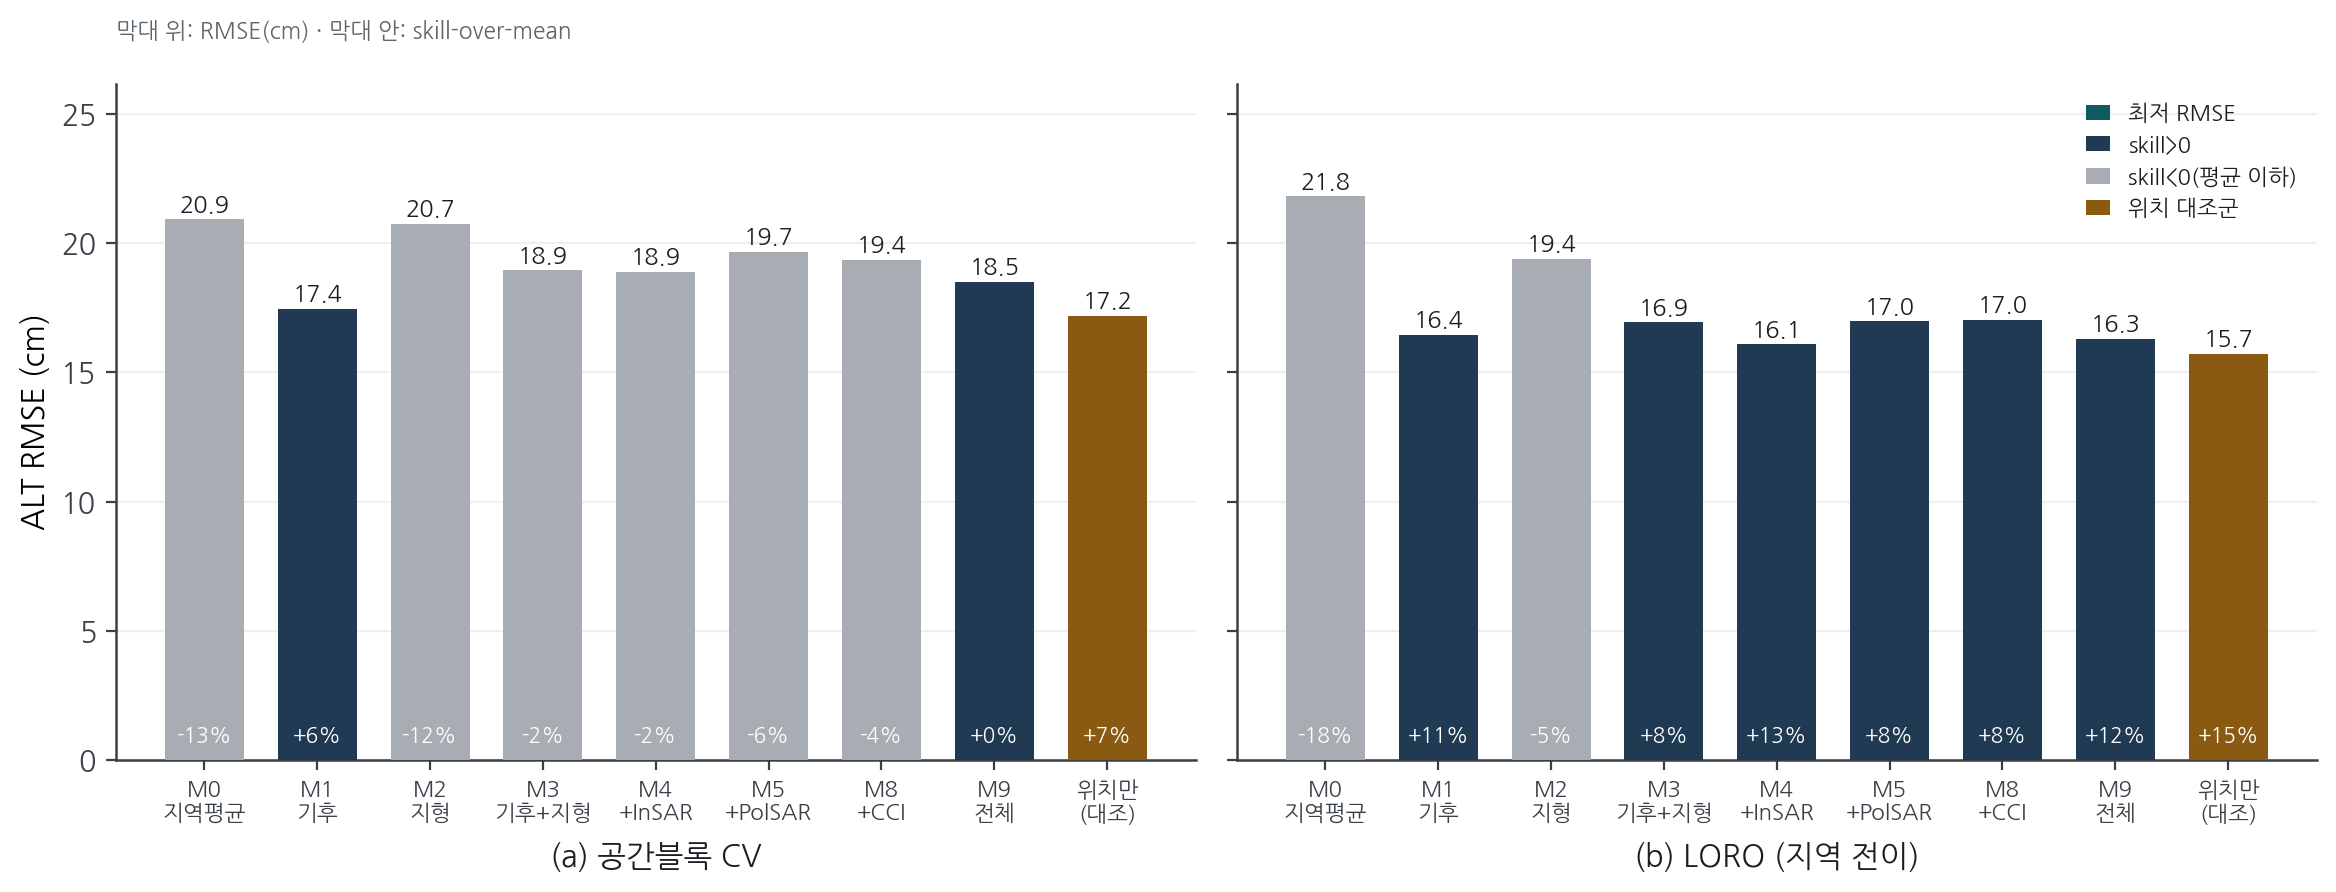 막대 위: RMSE(cm) · 막대 안: skill-over-mean
ALT RMSE (cm)
25
20
15
10
5
0
20.9
17.4
20.7
18.9
18.9
19.7
19.4
18.5
17.2
-13%
+6%
-12%
-2%
-2%
-6%
-4%
+0%
+7%
M0
지역평균
M1
기후
M2
지형
M3
기후+지형
M4
+InSAR
M5
+PolSAR
M8
+CCI
M9
전체
위치만
(대조)
(a) 공간블록 CV
최저 RMSE
skill>0
skill<0(평균 이하)
위치 대조군
21.8
16.4
19.4
16.9
16.1
17.0
17.0
16.3
15.7
-18%
+11%
-5%
+8%
+13%
+8%
+8%
+12%
+15%
M0
지역평균
M1
기후
M2
지형
M3
기후+지형
M4
+InSAR
M5
+PolSAR
M8
+CCI
M9
전체
위치만
(대조)
(b) LORO (지역 전이)